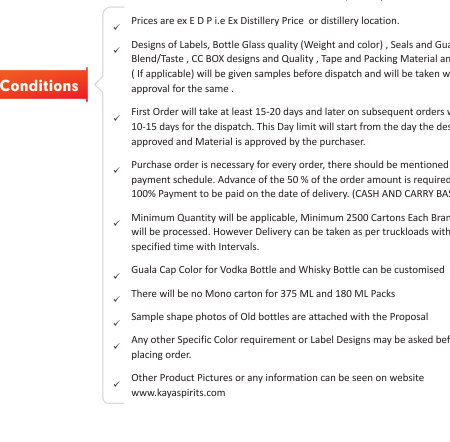 Conditions
Prices are ex E D P i.e Ex Distillery Price or distillery location.
Designs of Labels, Bottle Glass quality (Weight and color) , Seals and Gua
Blend/Taste , CC BOX designs and Quality , Tape and Packing Material an
( If applicable) will be given samples before dispatch and will be taken w
approval for the same .
First Order will take at least 15-20 days and later on subsequent orders w
10-15 days for the dispatch. This Day limit will start from the day the des
approved and Material is approved by the purchaser.
Purchase order is necessary for every order, there should be mentioned
payment schedule. Advance of the 50 % of the order amount is required
100% Payment to be paid on the date of delivery. (CASH AND CARRY BAS
Minimum Quantity will be applicable, Minimum 2500 Cartons Each Bran
will be processed. However Delivery can be taken as per truckloads with
specified time with Intervals.
Guala Cap Color for Vodka Bottle and Whisky Bottle can be customised
There will be no Mono carton for 375 ML and 180 ML Packs
Sample shape photos of Old bottles are attached with the Proposal
Any other Specific Color requirement or Label Designs may be asked bef
placing order.
Other Product Pictures or any information can be seen on website
www.kayaspirits.com